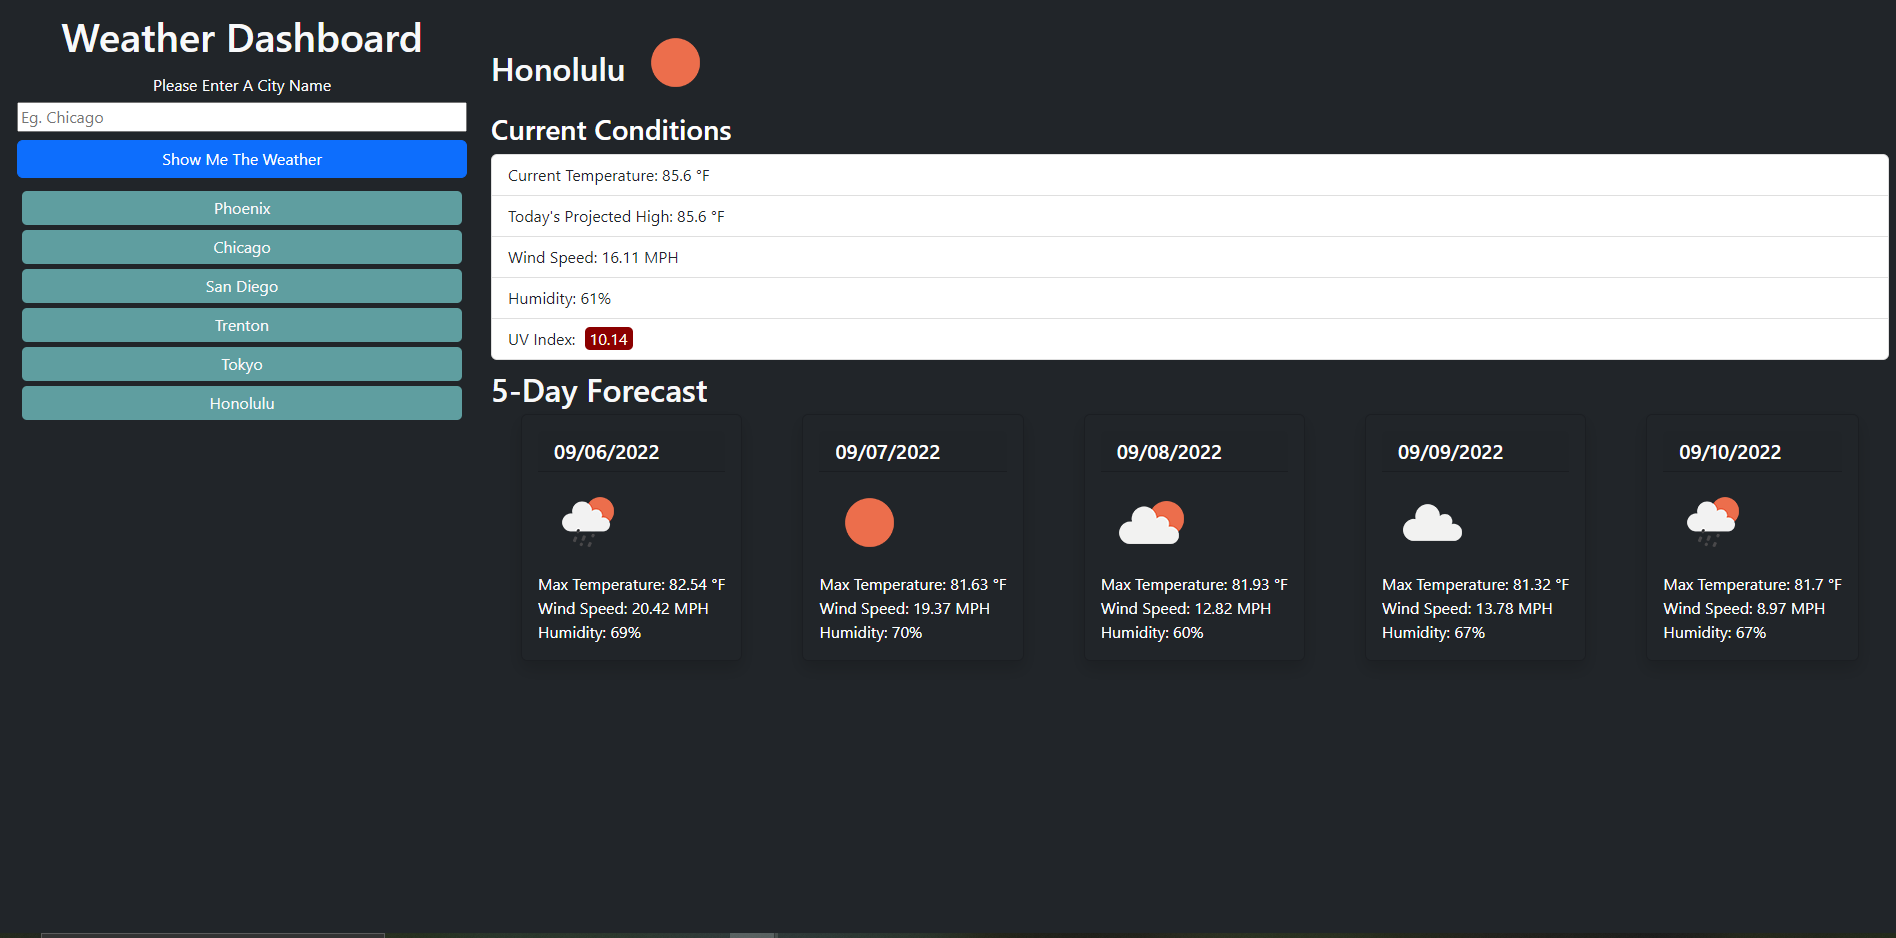 Weather Dashboard
Please Enter A City Name
Eg. Chicago
Show Me The Weather
Phoenix
Chicago
San Diego
Trenton
Tokyo
Honolulu
Honolulu
Current Conditions
Current Temperature: 85.6 °F
Today's Projected High: 85.6 °F
Wind Speed: 16.11 MPH
Humidity: 61%
UV Index: 10.14
5-Day Forecast
09/06/2022
Max Temperature: 82.54 °F
Wind Speed: 20.42 MPH
Humidity: 69%
09/07/2022
Max Temperature: 81.63 °F
Wind Speed: 19.37 MPH
Humidity: 70%
09/08/2022
Max Temperature: 81.93 °F
Wind Speed: 12.82 MPH
Humidity: 60%
09/09/2022
Max Temperature: 81.32 °F
Wind Speed: 13.78 MPH
Humidity: 67%
09/10/2022
Max Temperature: 81.7 °F
Wind Speed: 8.97 MPH
Humidity: 67%